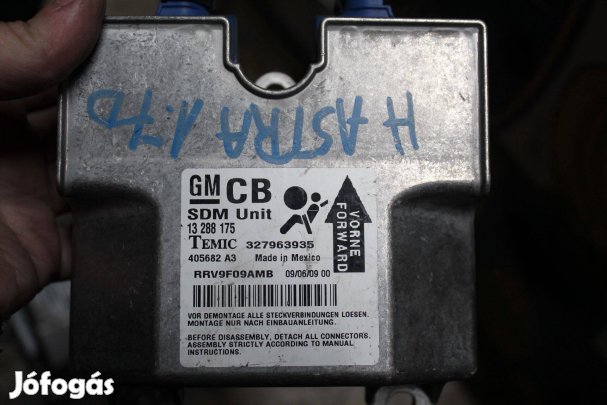 H ASTRA 1.7D
GM CB
SDM Unit
13 288 175
TEMIC 327963935
405682 A3 Made in Mexico
RRV9F09AMB 09/06/09 00
VORNE
FORWARD
VOR DEMONTAGE ALLE STECKVERBINDUNGEN LOESEN.
MONTAGE NUR NACH EINBAUANLEITUNG.
BEFORE DISASSEMBLY, DETACH ALL CONNECTORS.
ASSEMBLY STRICTLY ACCORDING TO MANUAL
INSTRUCTIONS.
Jófogás